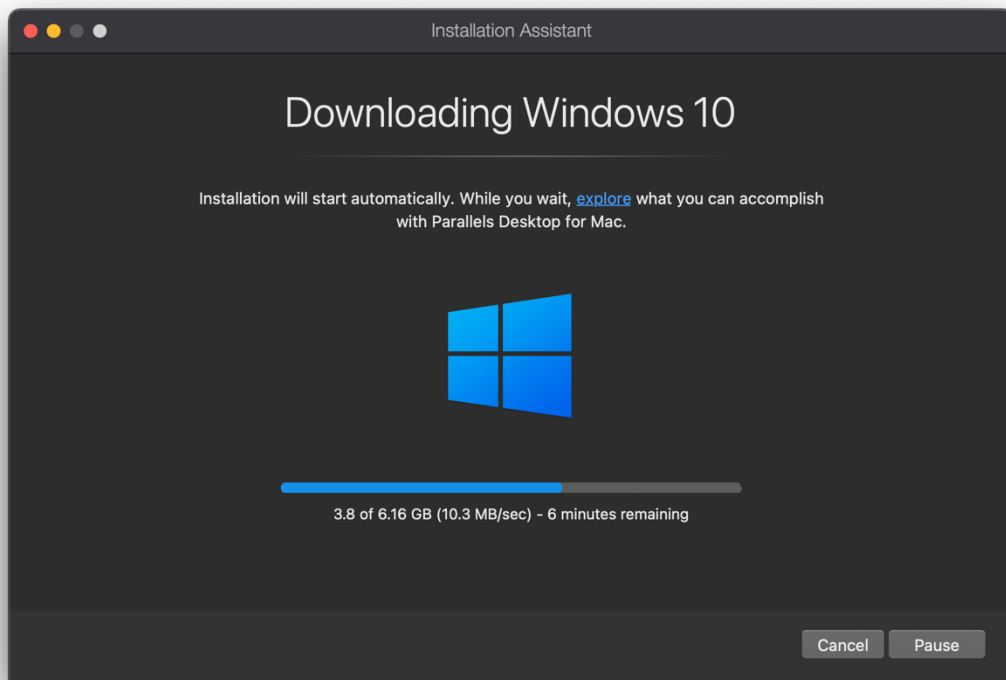 Installation Assistant
Downloading Windows 10
Installation will start automatically. While you wait, explore what you can accomplish
with Parallels Desktop for Mac.
3.8 of 6.16 GB (10.3 MB/sec) - 6 minutes remaining
Cancel Pause